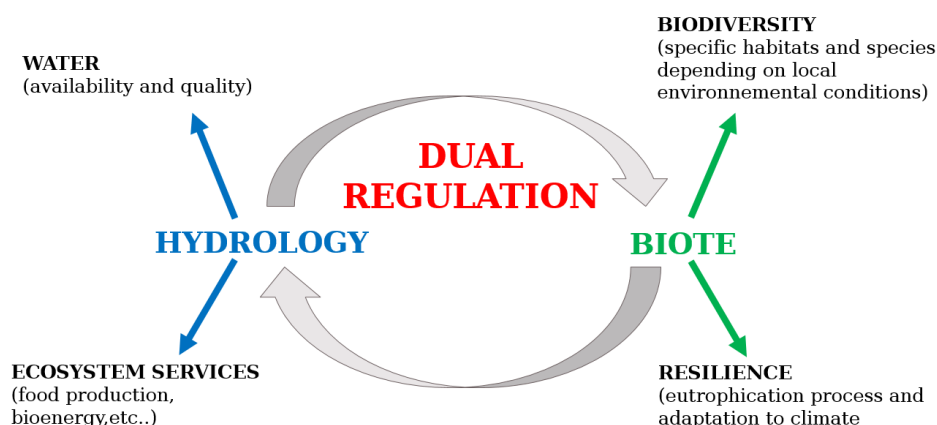 WATER
(availability and quality)
BIODIVERSITY
(specific habitats and species
depending on local
environnemental conditions)
DUAL
REGULATION
HYDROLOGY
BIOTE
ECOSYSTEM SERVICES
(food production,
bioenergy,etc..)
RESILIENCE
(eutrophication process and
adaptation to climate